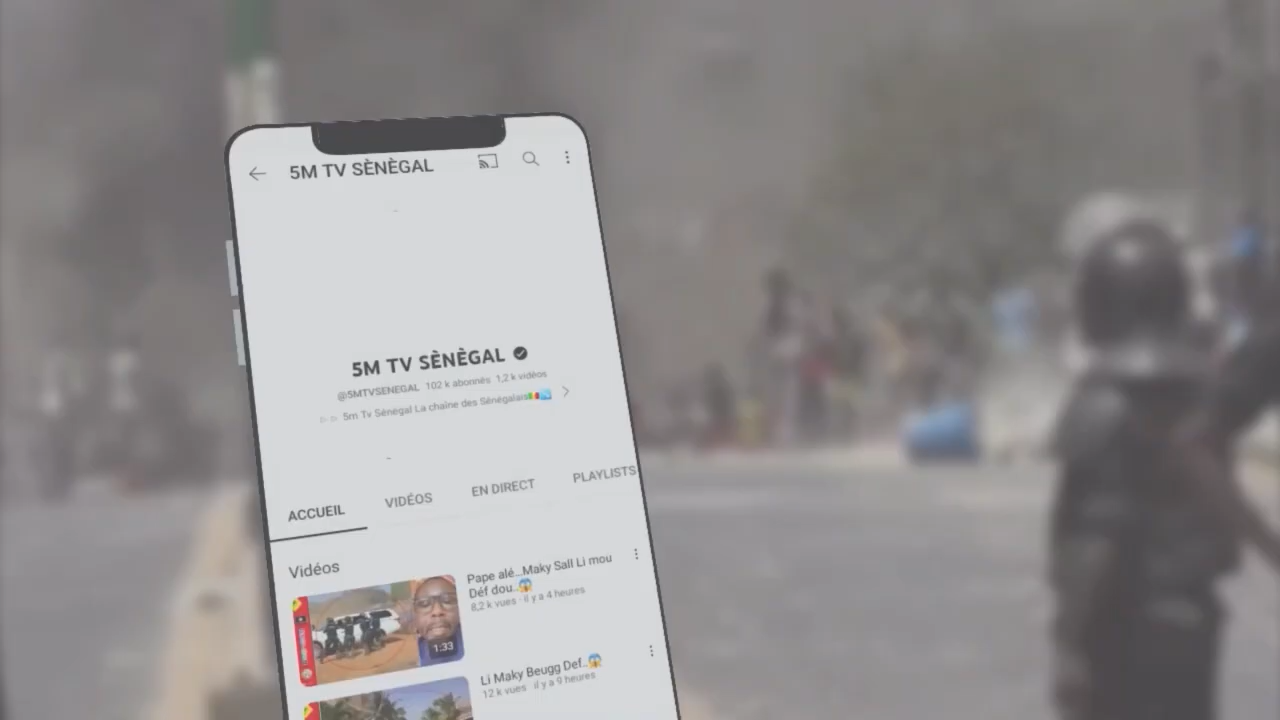 5M TV SÈNÈGAL
5M TV SÈNÈGAL
@5MTVSENEGAL 102 k abonnés 1,2 k vidéos
5m Tv Sénégal La chaîne des Sénégalais
ACCUEIL
VIDÉOS
EN DIRECT
PLAYLISTS
Vidéos
Pape alé...Maky Sall Li mou
Déf dou..😱
8,2 k vues · il y a 4 heures
1:33
Li Maky Beugg Def..😱
12 k vues · il y a 9 heures